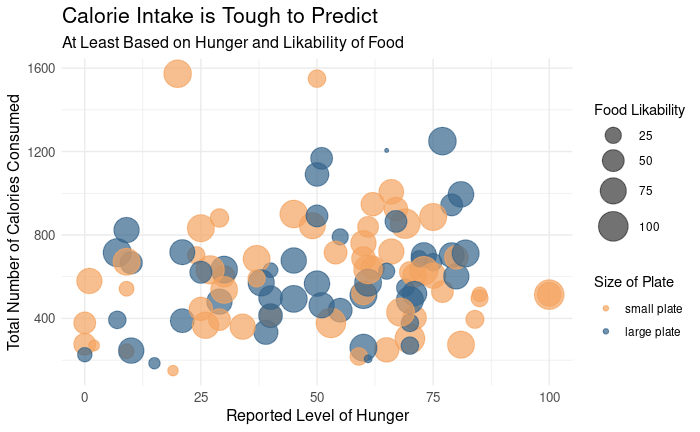 Calorie Intake is Tough to Predict
At Least Based on Hunger and Likability of Food
Total Number of Calories Consumed
1600
1200
800
400
0
25
50
75
100
Reported Level of Hunger
Food Likability
25
50
75
100
Size of Plate
small plate
large plate